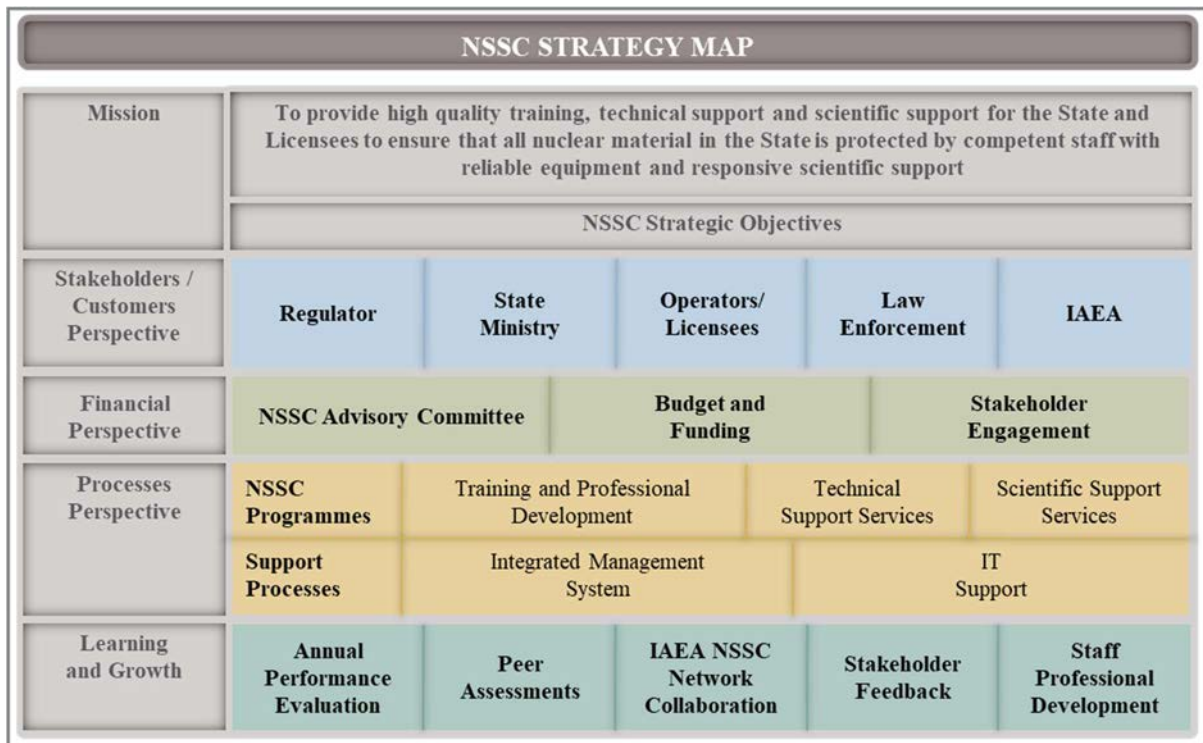 NSSC STRATEGY MAP
Mission
To provide high quality training, technical support and scientific support for the State and
Licensees to ensure that all nuclear material in the State is protected by competent staff with
reliable equipment and responsive scientific support
NSSC Strategic Objectives
Stakeholders /
Customers
Perspective
Regulator
State
Ministry
Operators/
Licensees
Law
Enforcement
IAEA
Financial
Perspective
NSSC Advisory Committee
Budget and
Funding
Stakeholder
Engagement
Processes
Perspective
NSSC
Programmes
Training and Professional
Development
Technical
Support Services
Scientific Support
Services
Support
Processes
Integrated Management
System
IT
Support
Learning
and Growth
Annual
Performance
Evaluation
Peer
Assessments
IAEA NSSC
Network
Collaboration
Stakeholder
Feedback
Staff
Professional
Development